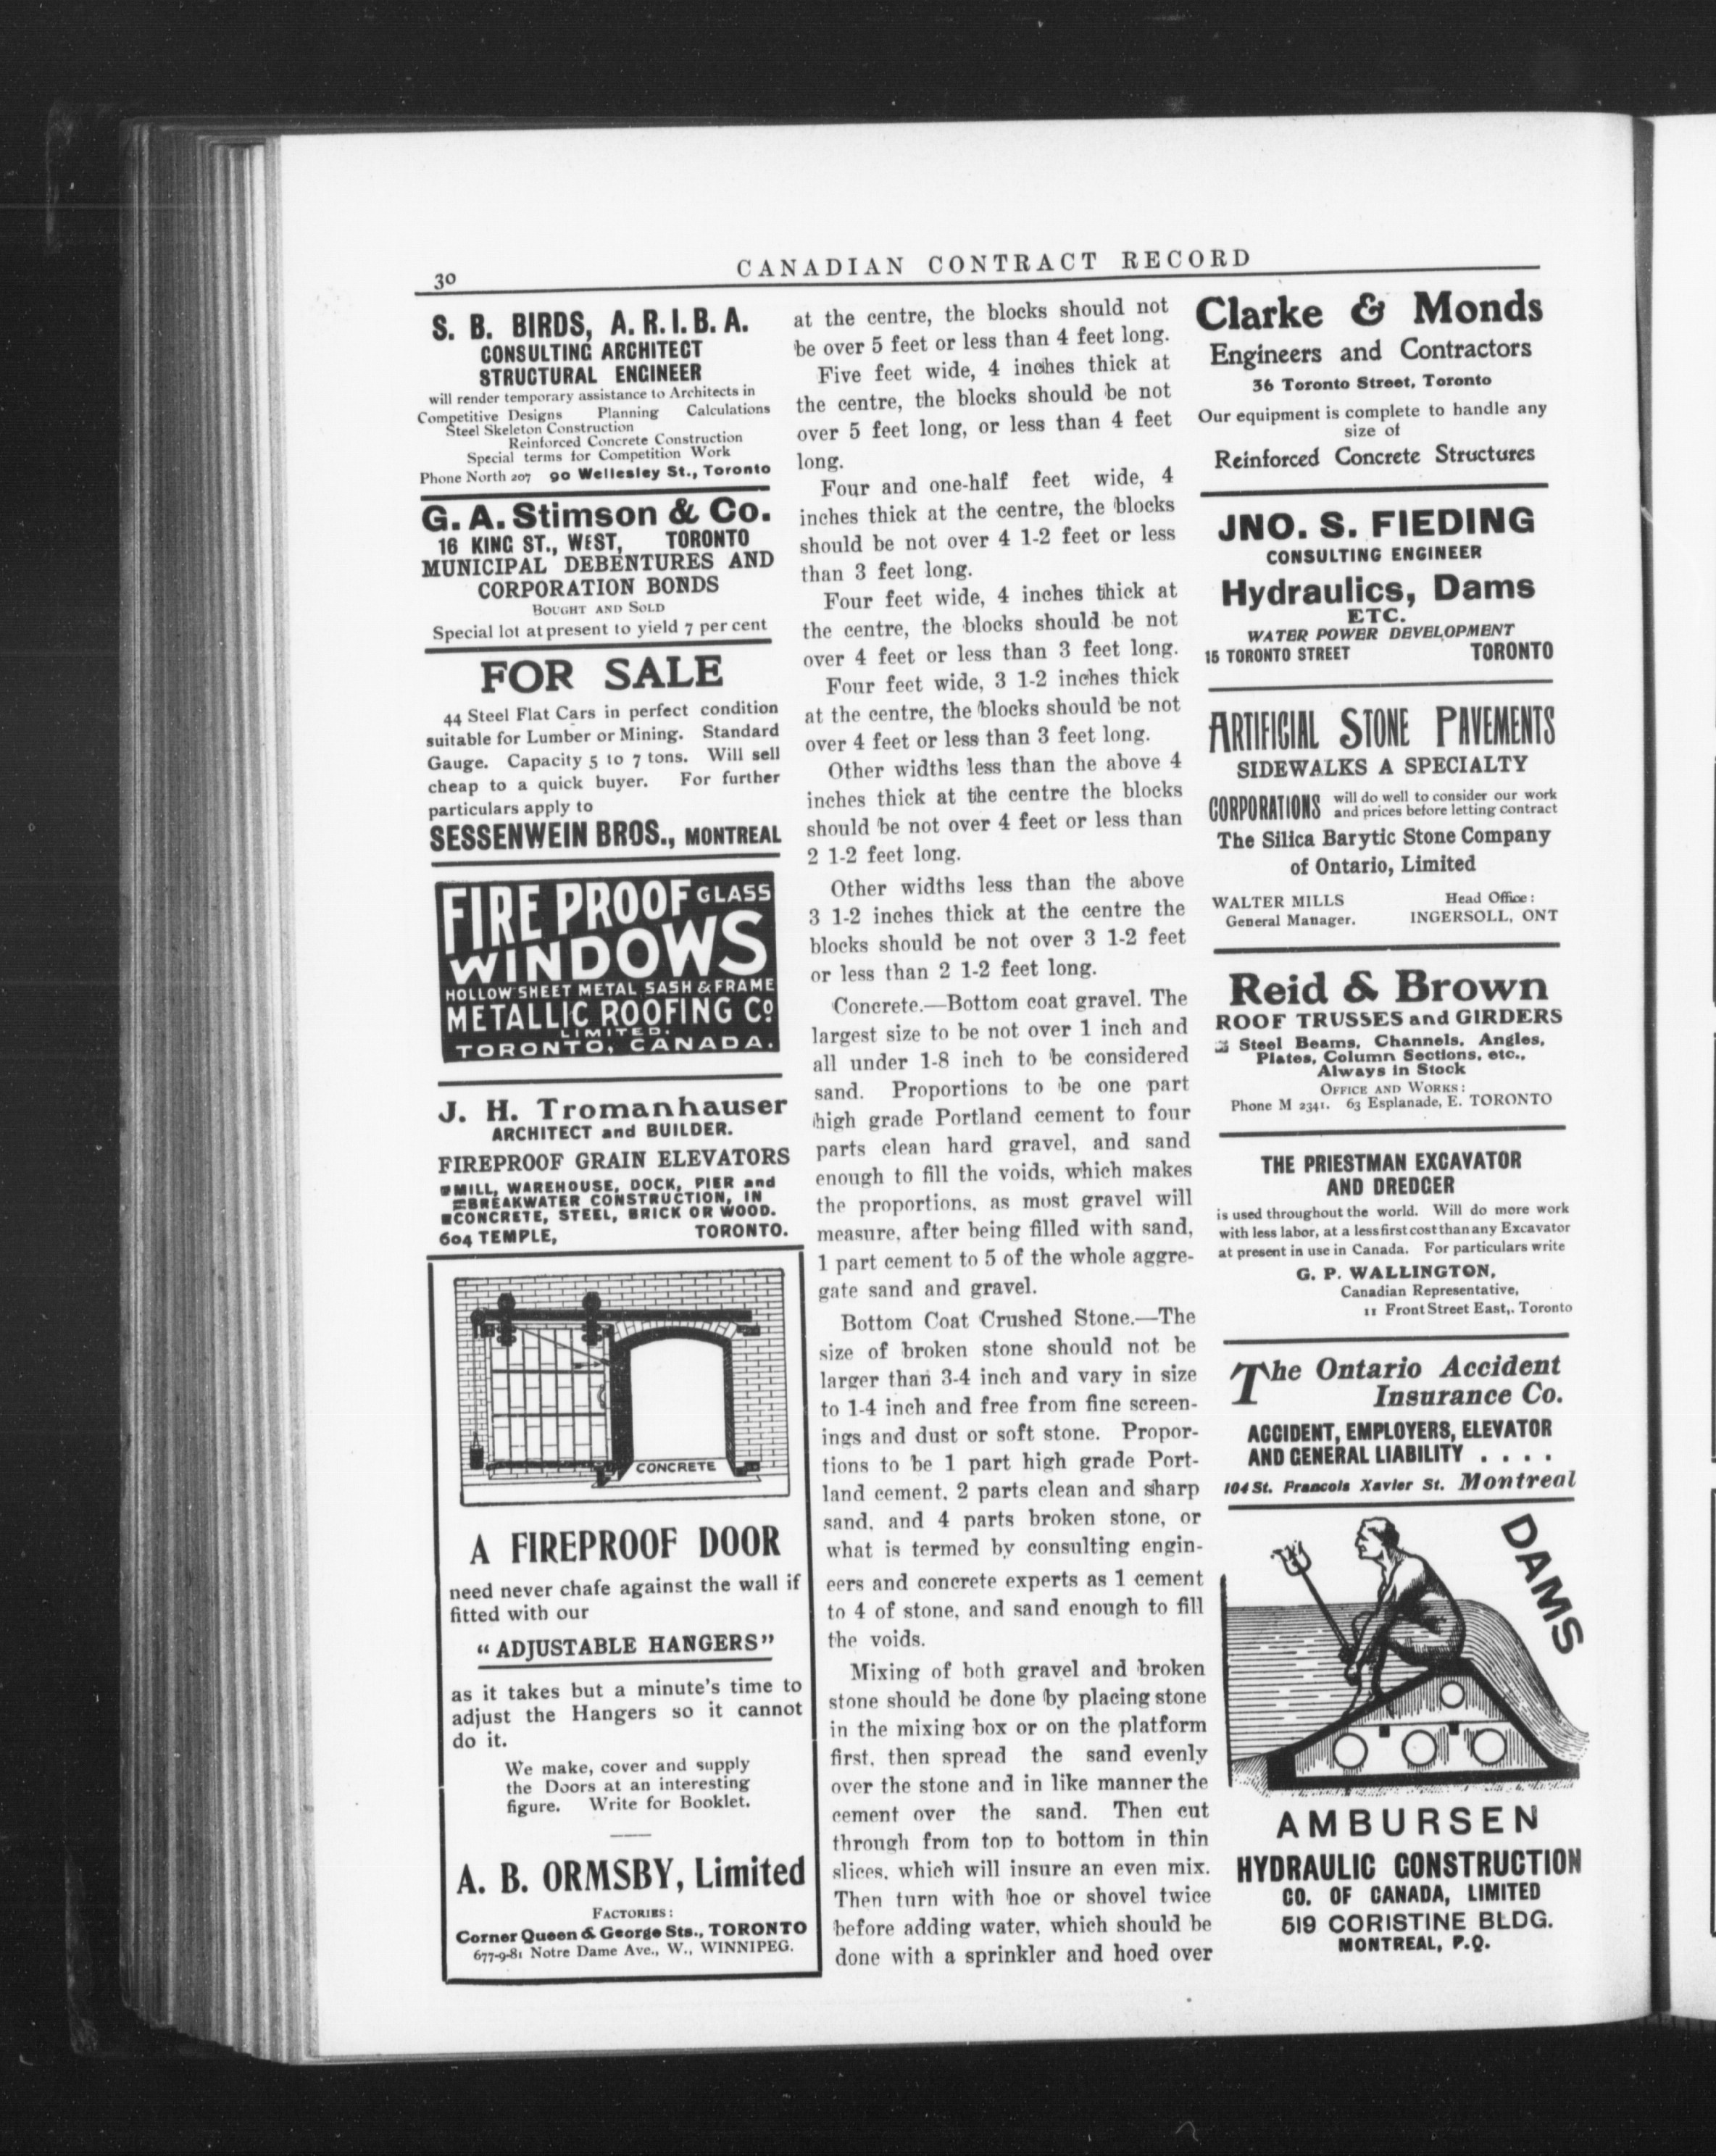 30
CANADIAN CONTRACT RECORD
S. B. BIRDS, A. R. I. B. A.
CONSULTING ARCHITECT
STRUCTURAL ENGINEER
will render temporary assistance to Architects in
Competitive Designs Planning Calculations
Steel Skeleton Construction
Reinforced Concrete Construction
Special terms for Competition Work
Phone North 207 90 Wellesley St., Toronto
G. A. Stimson & Co.
16 KING ST., WEST, TORONTO
MUNICIPAL DEBENTURES AND
CORPORATION BONDS
BOUGHT AND SOLD
Special lot at present to yield 7 per cent
FOR SALE
44 Steel Flat Cars in perfect condition
suitable for Lumber or Mining. Standard
Gauge. Capacity 5 to 7 tons. Will sell
cheap to a quick buyer. For further
particulars apply to
SESSENWEIN BROS., MONTREAL
FIRE PROOF GLASS
WINDOWS
HOLLOW SHEET METAL SASH & FRAME
METALLIC ROOFING Co.
LIMITED.
TORONTO, CANADA.
J. H. Tromanhauser
ARCHITECT and BUILDER.
FIREPROOF GRAIN ELEVATORS
MILL, WAREHOUSE, DOCK, PIER and
BREAKWATER CONSTRUCTION, IN
CONCRETE, STEEL, BRICK OR WOOD.
604 TEMPLE, TORONTO.
CONCRETE
A FIREPROOF DOOR
need never chafe against the wall if
fitted with our
"ADJUSTABLE HANGERS"
as it takes but a minute's time to
adjust the Hangers so it cannot
do it.
We make, cover and supply
the Doors at an interesting
figure. Write for Booklet.
A. B. ORMSBY, Limited
FACTORIES:
Corner Queen & George Sts., TORONTO
677-9-81 Notre Dame Ave., W., WINNIPEG.
at the centre, the blocks should not
be over 5 feet or less than 4 feet long.
Five feet wide, 4 inches thick at
the centre, the blocks should be not
over 5 feet long, or less than 4 feet
long.
Four and one-half feet wide, 4
inches thick at the centre, the blocks
should be not over 4 1-2 feet or less
than 3 feet long.
Four feet wide, 4 inches thick at
the centre, the blocks should be not
over 4 feet or less than 3 feet long.
Four feet wide, 3 1-2 inches thick
at the centre, the blocks should be not
over 4 feet or less than 3 feet long.
Other widths less than the above 4
inches thick at the centre the blocks
should be not over 4 feet or less than
2 1-2 feet long.
Other widths less than the above
3 1-2 inches thick at the centre the
blocks should be not over 3 1-2 feet
or less than 2 1-2 feet long.
Concrete.—Bottom coat gravel. The
largest size to be not over 1 inch and
all under 1-8 inch to be considered
sand. Proportions to be one part
high grade Portland cement to four
parts clean hard gravel, and sand
enough to fill the voids, which makes
the proportions, as most gravel will
measure, after being filled with sand,
1 part cement to 5 of the whole aggre-
gate sand and gravel.
Bottom Coat Crushed Stone.—The
size of broken stone should not be
larger than 3-4 inch and vary in size
to 1-4 inch and free from fine screen-
ings and dust or soft stone. Propor-
tions to be 1 part high grade Port-
land cement, 2 parts clean and sharp
sand, and 4 parts broken stone, or
what is termed by consulting engin-
eers and concrete experts as 1 cement
to 4 of stone, and sand enough to fill
the voids.
Mixing of both gravel and broken
stone should be done by placing stone
in the mixing box or on the platform
first, then spread the sand evenly
over the stone and in like manner the
cement over the sand. Then cut
through from top to bottom in thin
slices, which will insure an even mix.
Then turn with hoe or shovel twice
before adding water, which should be
done with a sprinkler and hoed over
Clarke & Monds
Engineers and Contractors
36 Toronto Street, Toronto
Our equipment is complete to handle any
size of
Reinforced Concrete Structures
JNO. S. FIEDING
CONSULTING ENGINEER
Hydraulics, Dams
ETC.
WATER POWER DEVELOPMENT
15 TORONTO STREET TORONTO
ARTIFICIAL STONE PAVEMENTS
SIDEWALKS A SPECIALTY
CORPORATIONS will do well to consider our work
and prices before letting contract
The Silica Barytic Stone Company
of Ontario, Limited
WALTER MILLS Head Office:
General Manager. INGERSOLL, ONT
Reid & Brown
ROOF TRUSSES and GIRDERS
Steel Beams, Channels, Angles,
Plates, Column Sections, etc.,
Always in Stock
OFFICE AND WORKS:
Phone M 2341. 63 Esplanade, E. TORONTO
THE PRIESTMAN EXCAVATOR
AND DREDGER
is used throughout the world. Will do more work
with less labor, at a less first cost than any Excavator
at present in use in Canada. For particulars write
G. P. WALLINGTON,
Canadian Representative,
11 Front Street East,. Toronto
The Ontario Accident
Insurance Co.
ACCIDENT, EMPLOYERS, ELEVATOR
AND GENERAL LIABILITY . . . .
104 St. Francois Xavier St. Montreal
DAMS
AMBURSEN
HYDRAULIC CONSTRUCTION
CO. OF CANADA, LIMITED
519 CORISTINE BLDG.
MONTREAL, P.Q.